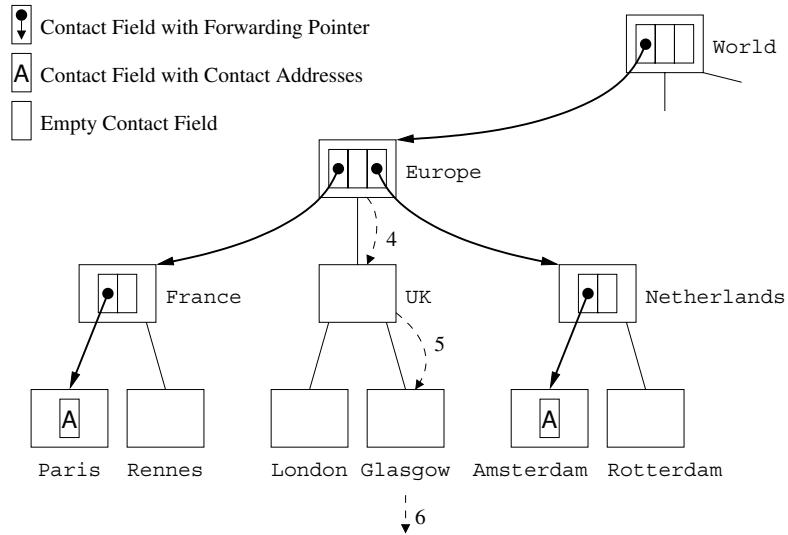 Contact Field with Forwarding Pointer
World
A Contact Field with Contact Addresses
Empty Contact Field
Europe
4
France
UK
Netherlands
5
A
A
Paris Rennes London Glasgow Amsterdam Rotterdam
6